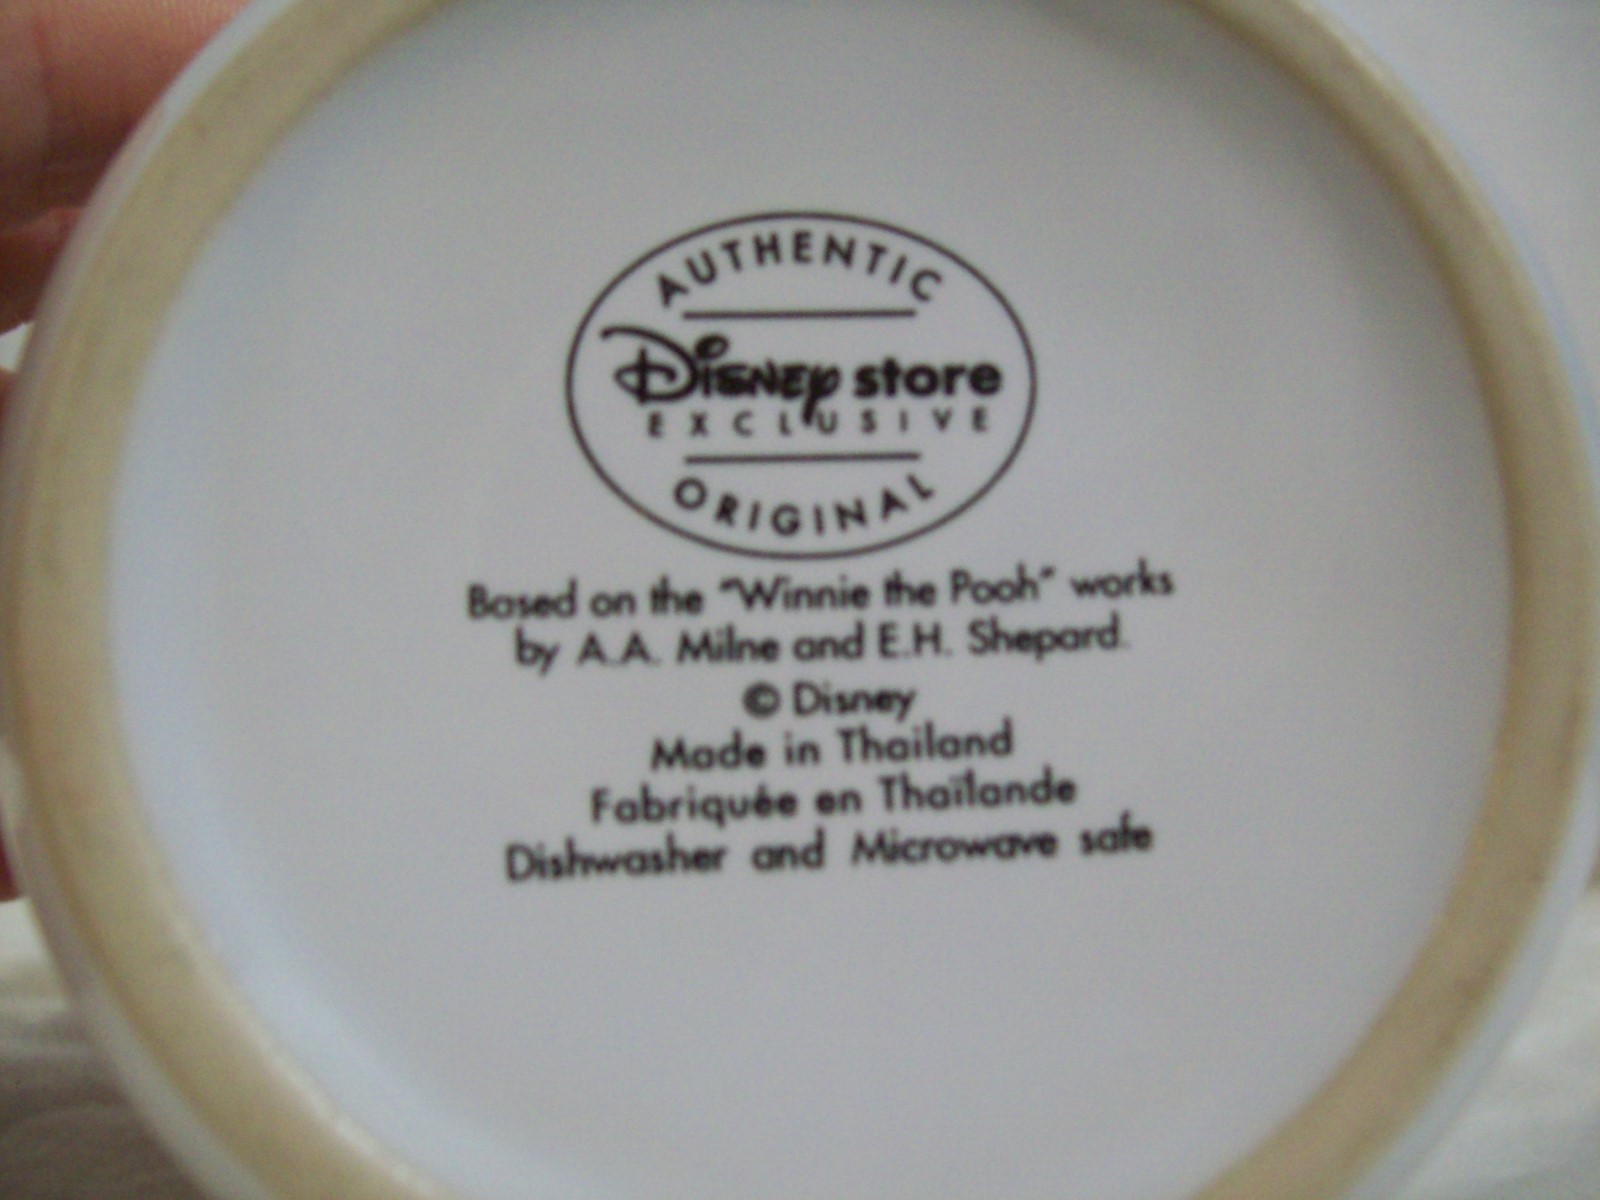 AUTHENTIC
Disney store
EXCLUSIVE
ORIGINAL
Based on the "Winnie the Pooh" works
by A.A. Milne and E.H. Shepard.
© Disney
Made in Thailand
Fabriquée en Thaïlande
Dishwasher and Microwave safe